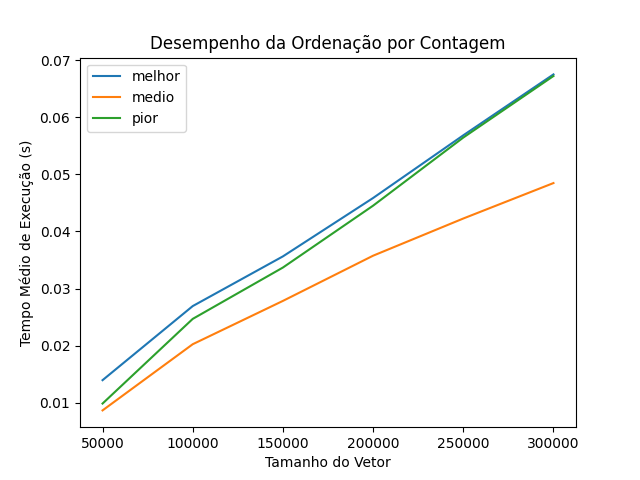 Desempenho da Ordenação por Contagem
melhor
medio
pior
Tempo Médio de Execução (s)
0.07
0.06
0.05
0.04
0.03
0.02
0.01
50000 100000 150000 200000 250000 300000
Tamanho do Vetor